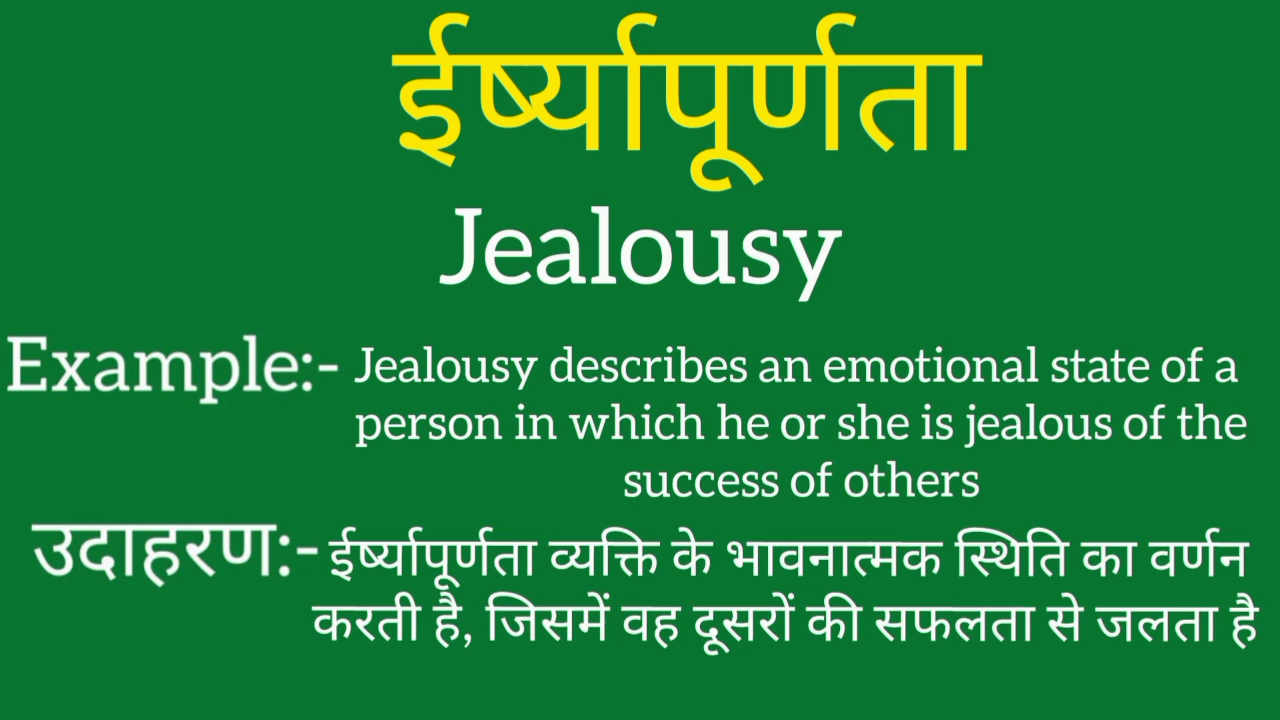 ईर्ष्यापूर्णता
Jealousy
Example:- Jealousy describes an emotional state of a
person in which he or she is jealous of the
success of others
उदाहरण:- ईर्ष्यापूर्णता व्यक्ति के भावनात्मक स्थिति का वर्णन
करती है, जिसमें वह दूसरों की सफलता से जलता है